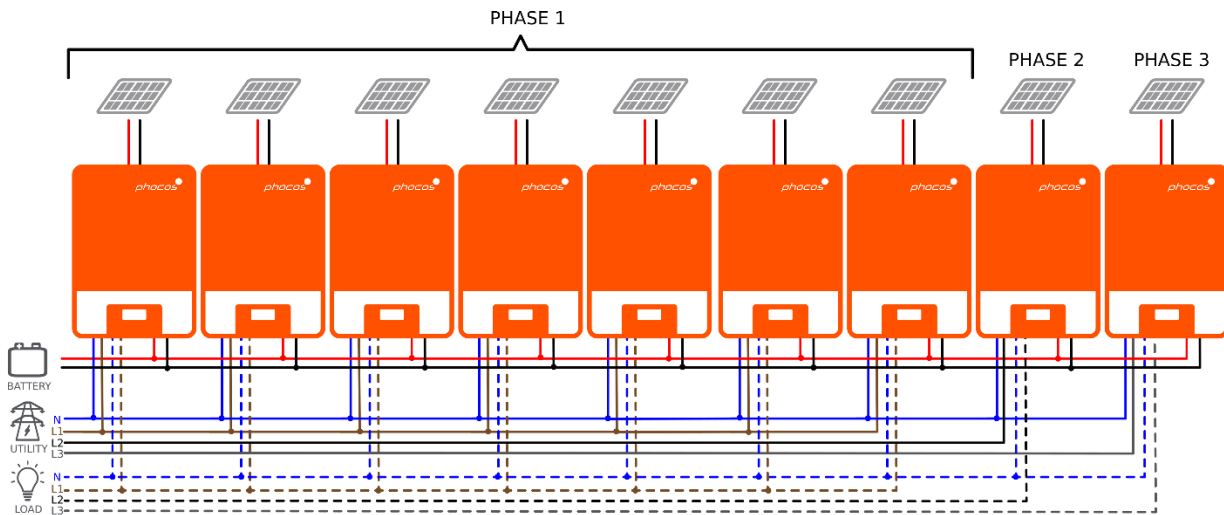 PHASE 1
PHASE 2
PHASE 3
phocos
phocos
phocos
phocos
phocos
phocos
phocos
phocos
phocos
BATTERY
N
L1
L2
L3
UTILITY
N
L1
L2
L3
LOAD